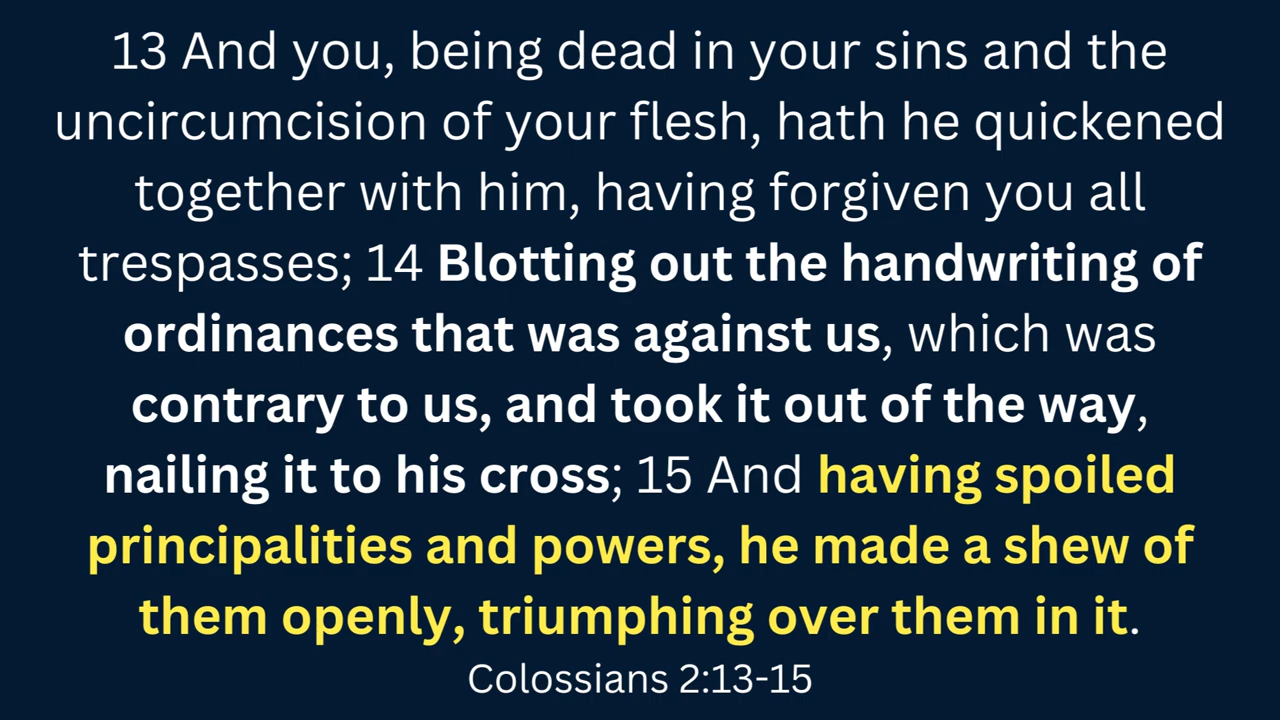 13 And you, being dead in your sins and the
uncircumcision of your flesh, hath he quickened
together with him, having forgiven you all
trespasses; 14 Blotting out the handwriting of
ordinances that was against us, which was
contrary to us, and took it out of the way,
nailing it to his cross; 15 And having spoiled
principalities and powers, he made a shew of
them openly, triumphing over them in it.
Colossians 2:13-15